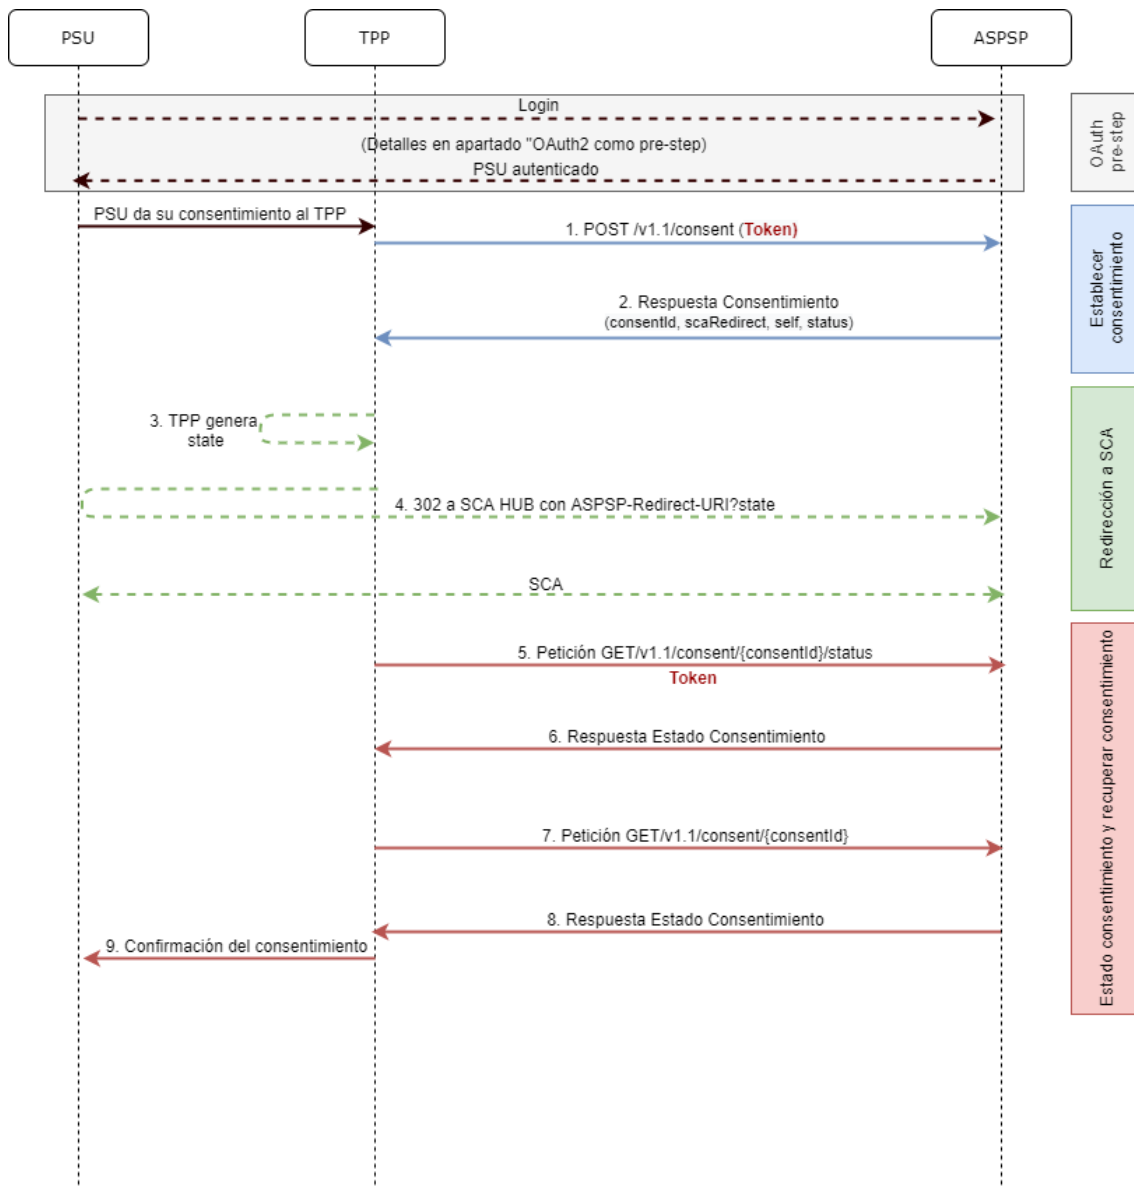 PSU
TPP
ASPSP
Login
(Detalles en apartado "OAuth2 como pre-step)
PSU autenticado
OAuth
pre-step
PSU da su consentimiento al TPP
1. POST /v1.1/consent (Token)
2. Respuesta Consentimiento
(consentId, scaRedirect, self, status)
Establecer
consentimiento
3. TPP genera
state
4. 302 a SCA HUB con ASPSP-Redirect-URI?state
SCA
Redirección a SCA
5. Petición GET/v1.1/consent/{consentId}/status
Token
6. Respuesta Estado Consentimiento
7. Petición GET/v1.1/consent/{consentId}
8. Respuesta Estado Consentimiento
9. Confirmación del consentimiento
Estado consentimiento y recuperar consentimiento